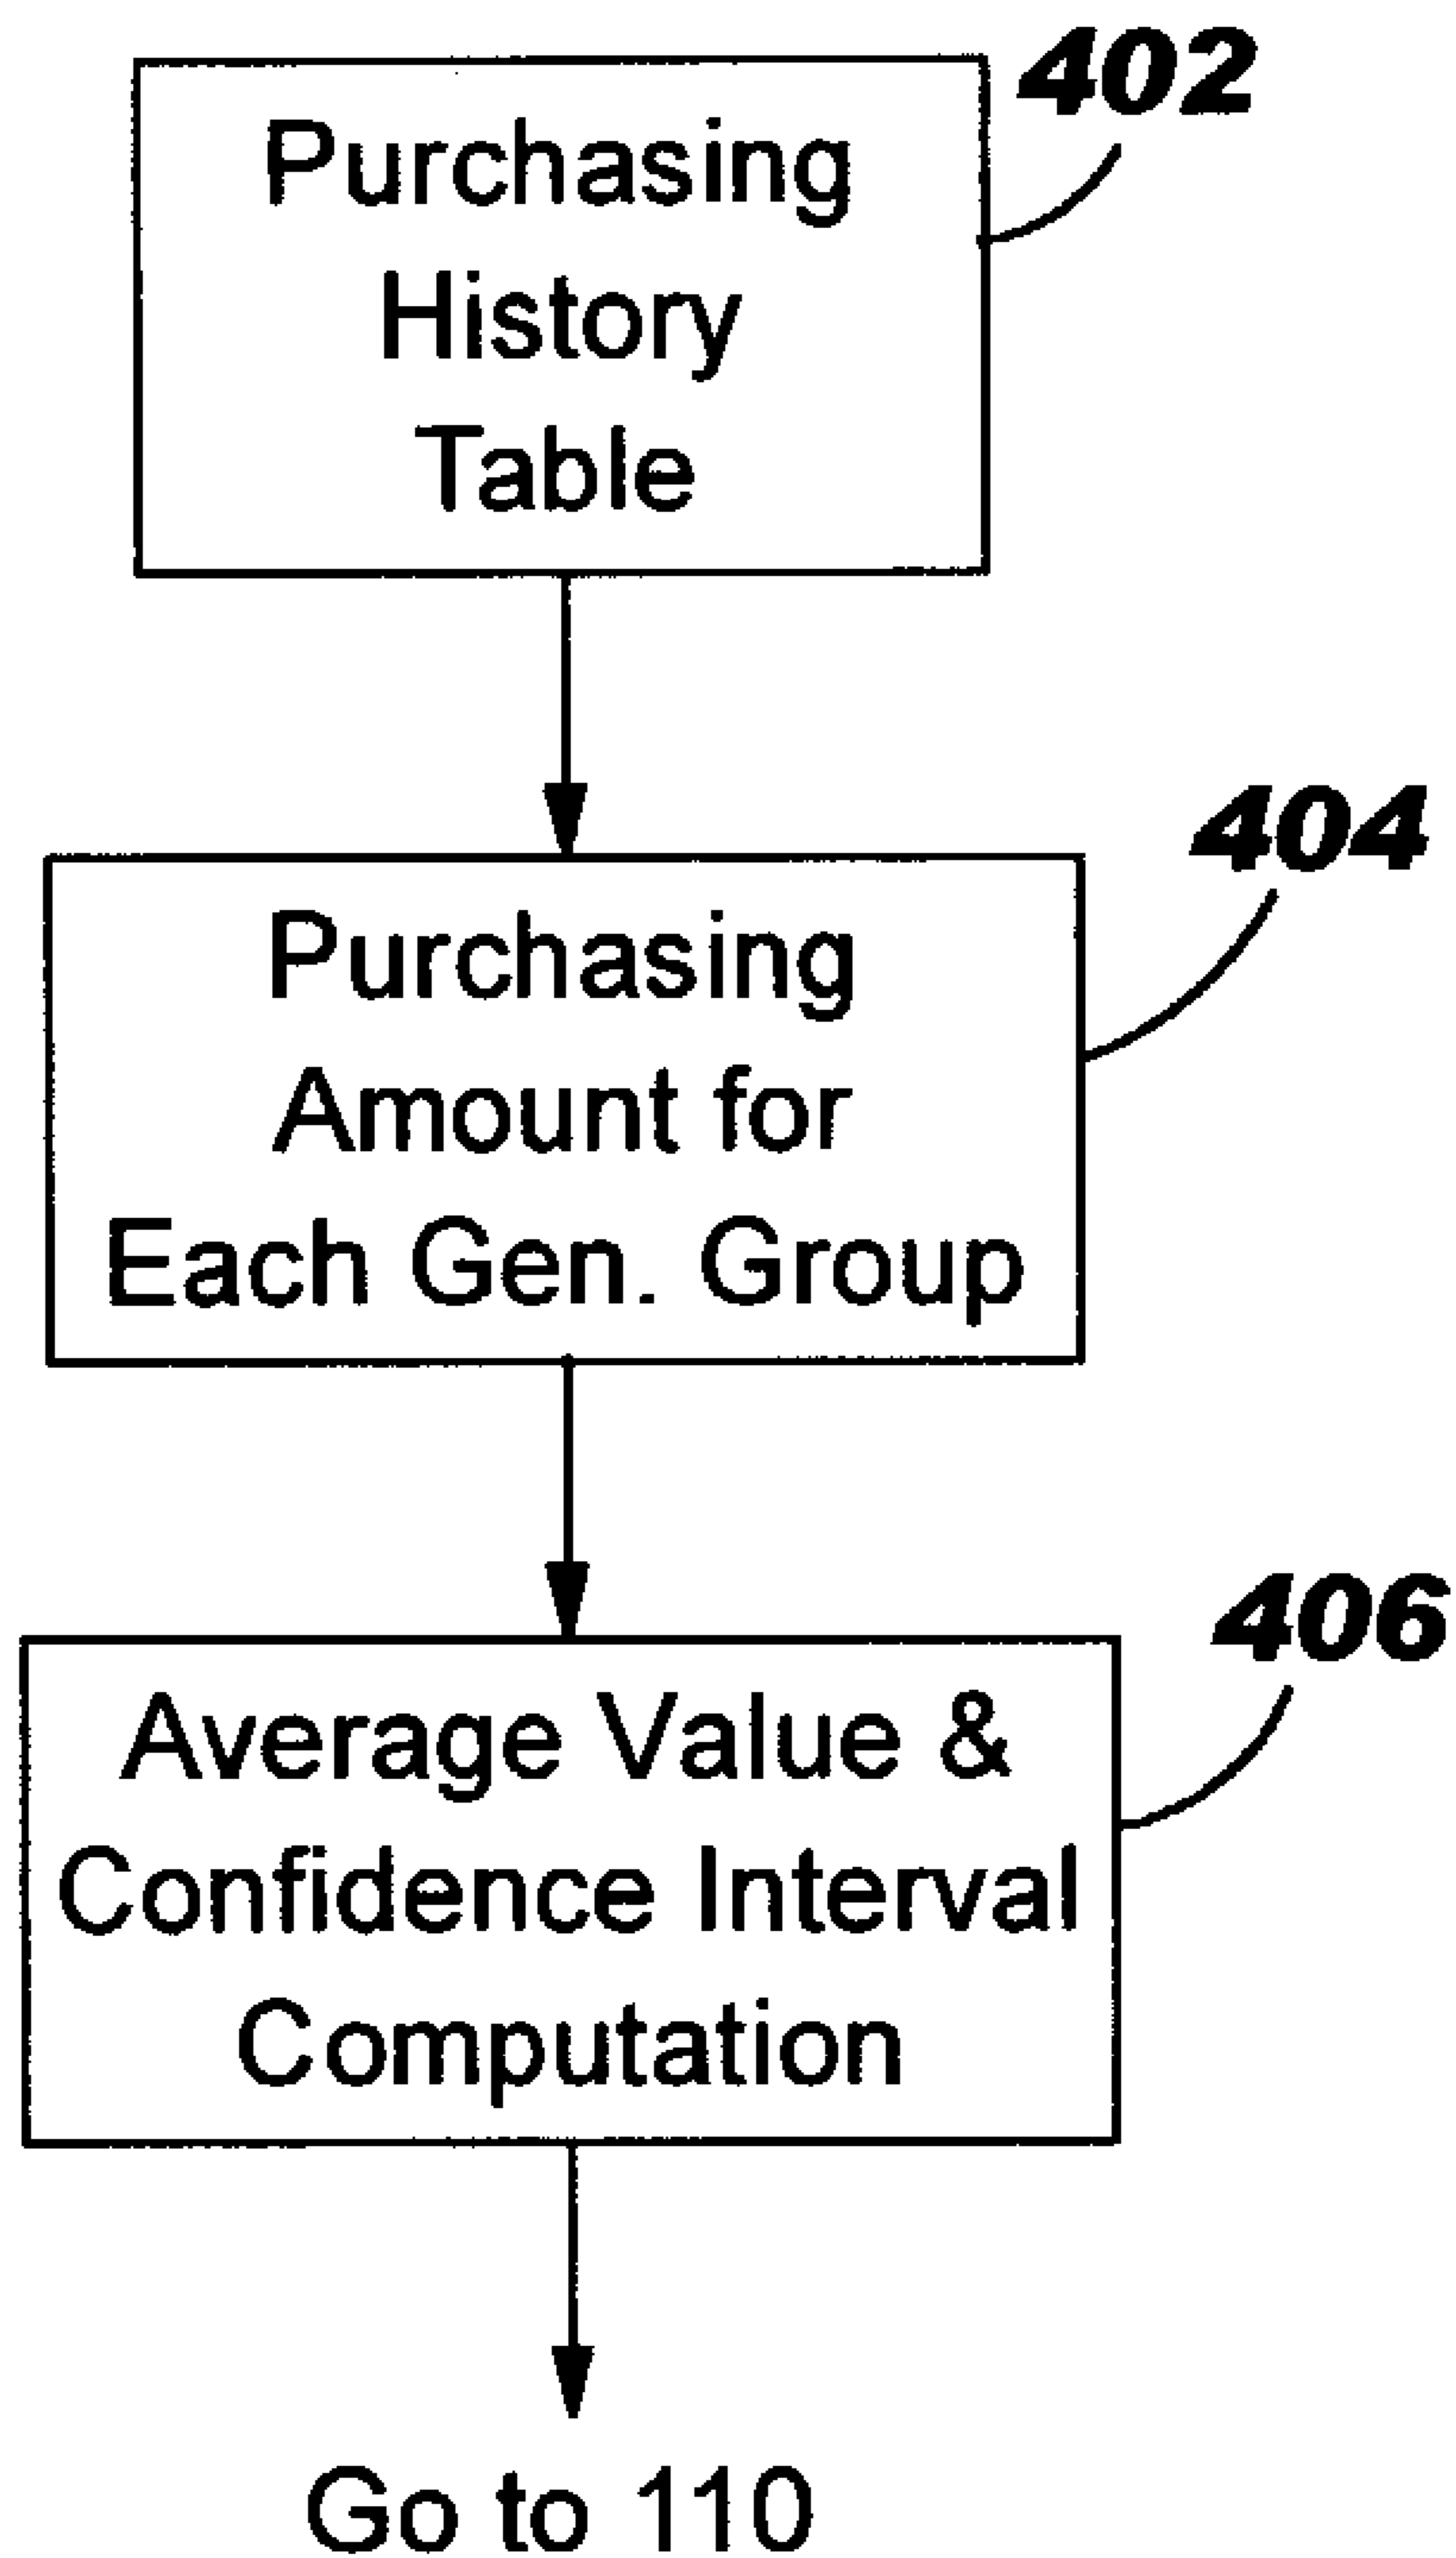 402
Purchasing
History
Table
404
Purchasing
Amount for
Each Gen. Group
406
Average Value &
Confidence Interval
Computation
Go to 110